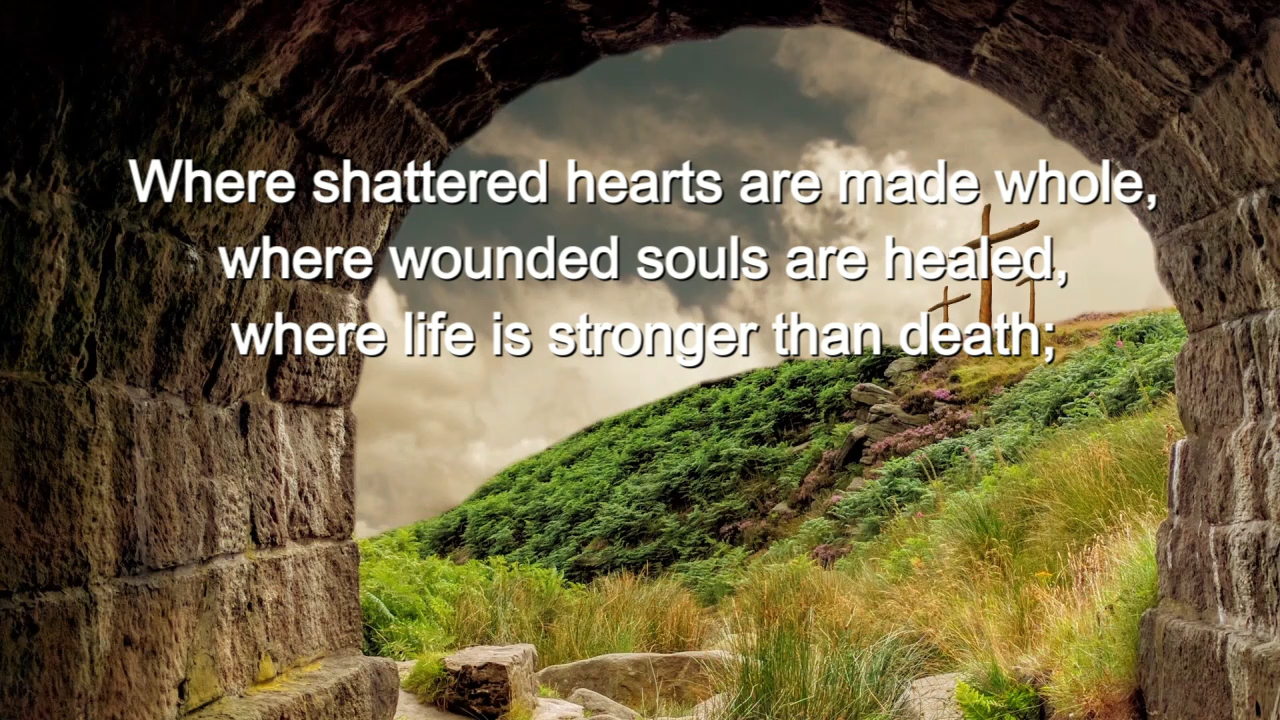 Where shattered hearts are made whole,
where wounded souls are healed,
where life is stronger than death;